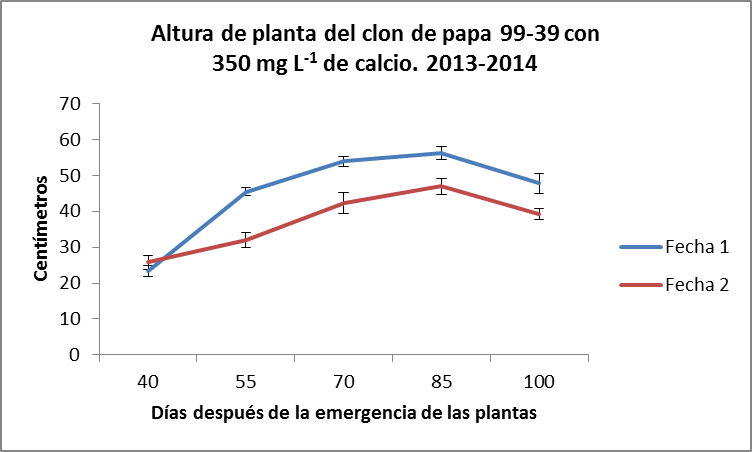 Altura de planta del clon de papa 99-39 con
350 mg L⁻¹ de calcio. 2013-2014
70
60
50
40
30
20
10
0
Centímetros
40 55 70 85 100
Días después de la emergencia de las plantas
Fecha 1
Fecha 2